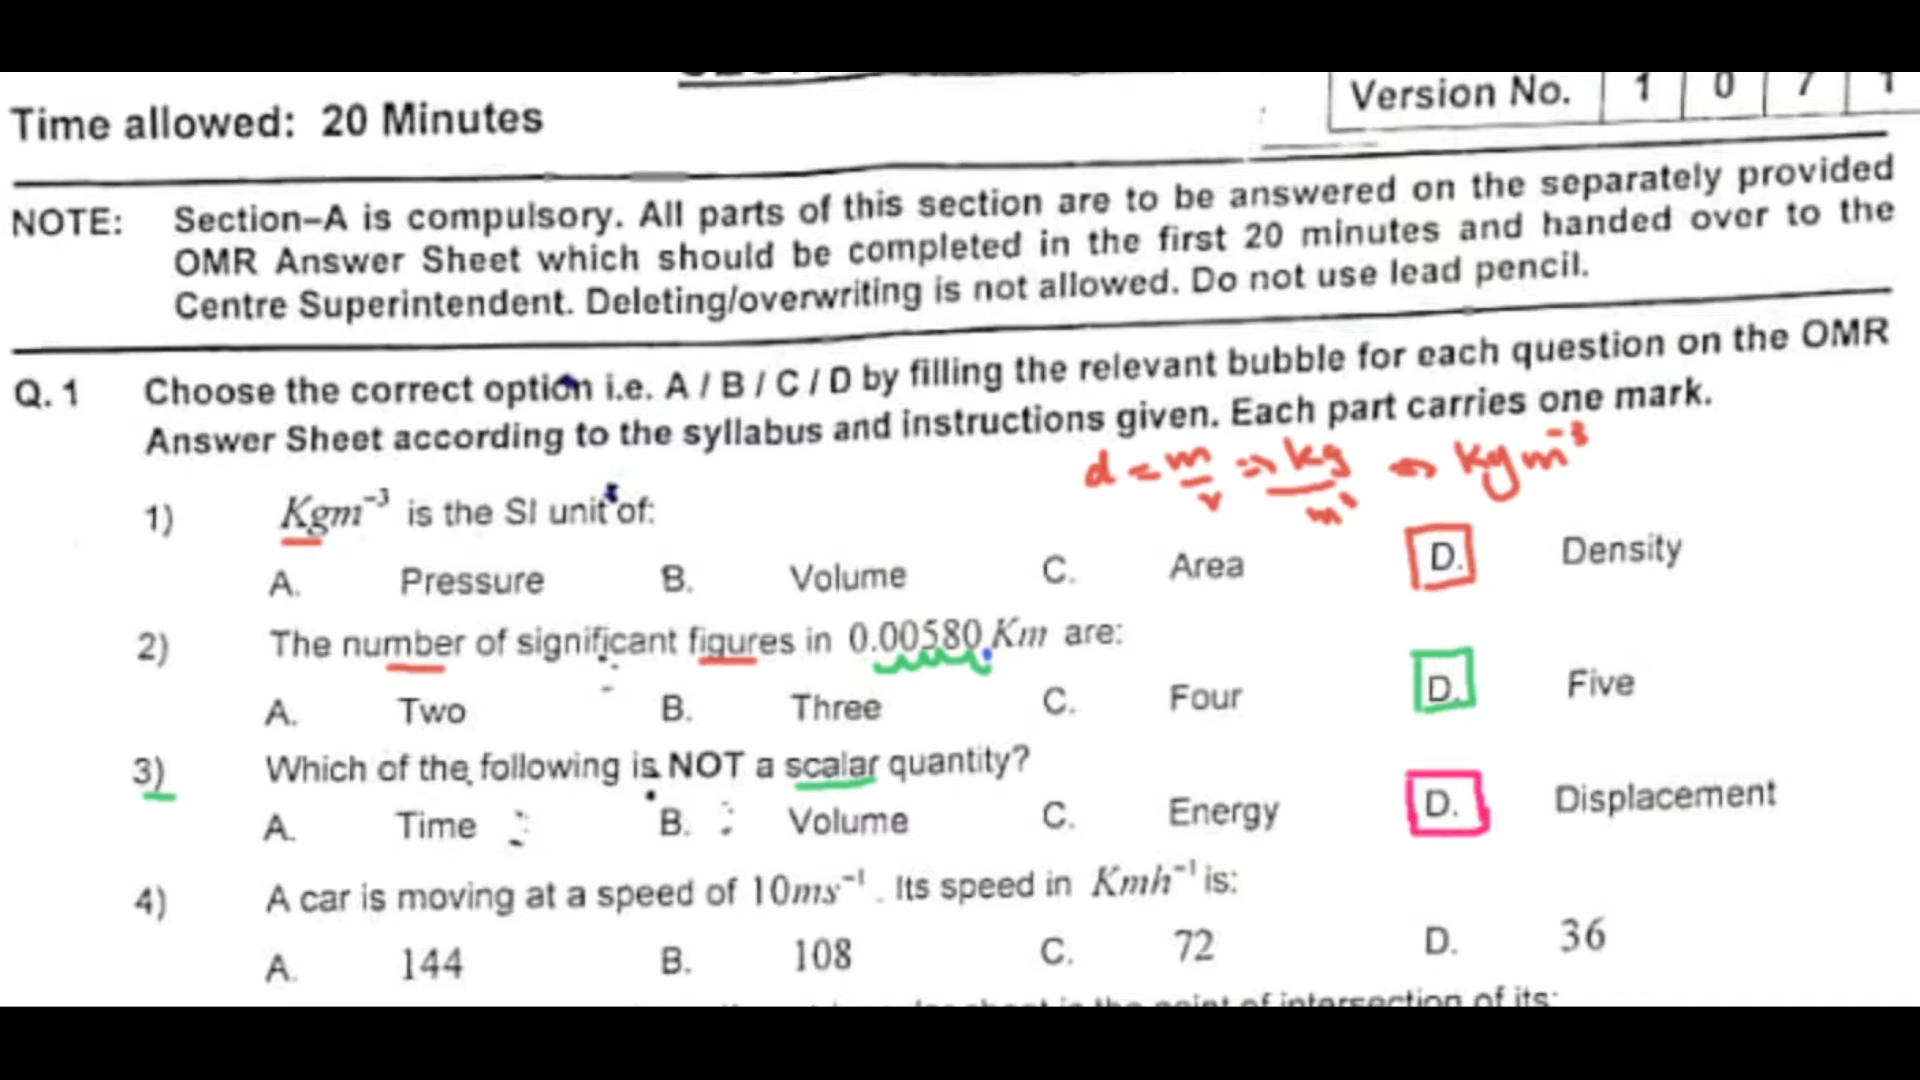 Version No. 1 0 7 1
Time allowed: 20 Minutes
NOTE: Section–A is compulsory. All parts of this section are to be answered on the separately provided
OMR Answer Sheet which should be completed in the first 20 minutes and handed over to the
Centre Superintendent. Deleting/overwriting is not allowed. Do not use lead pencil.
Q. 1 Choose the correct option i.e. A / B / C / D by filling the relevant bubble for each question on the OMR
Answer Sheet according to the syllabus and instructions given. Each part carries one mark.
d = m/v => kg/m³ => kgm⁻³
1) Kgm⁻³ is the SI unit of:
A. Pressure B. Volume C. Area D. Density
2) The number of significant figures in 0.00580 Km are:
A. Two B. Three C. Four D. Five
3) Which of the following is NOT a scalar quantity?
A. Time B. Volume C. Energy D. Displacement
4) A car is moving at a speed of 10ms⁻¹. Its speed in Kmh⁻¹ is:
A. 144 B. 108 C. 72 D. 36
point of intersection of its: